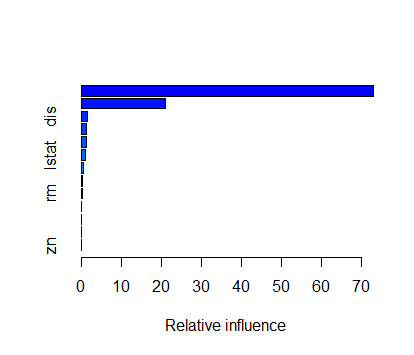 dis
lstat
rm
zn
0 10 20 30 40 50 60 70
Relative influence